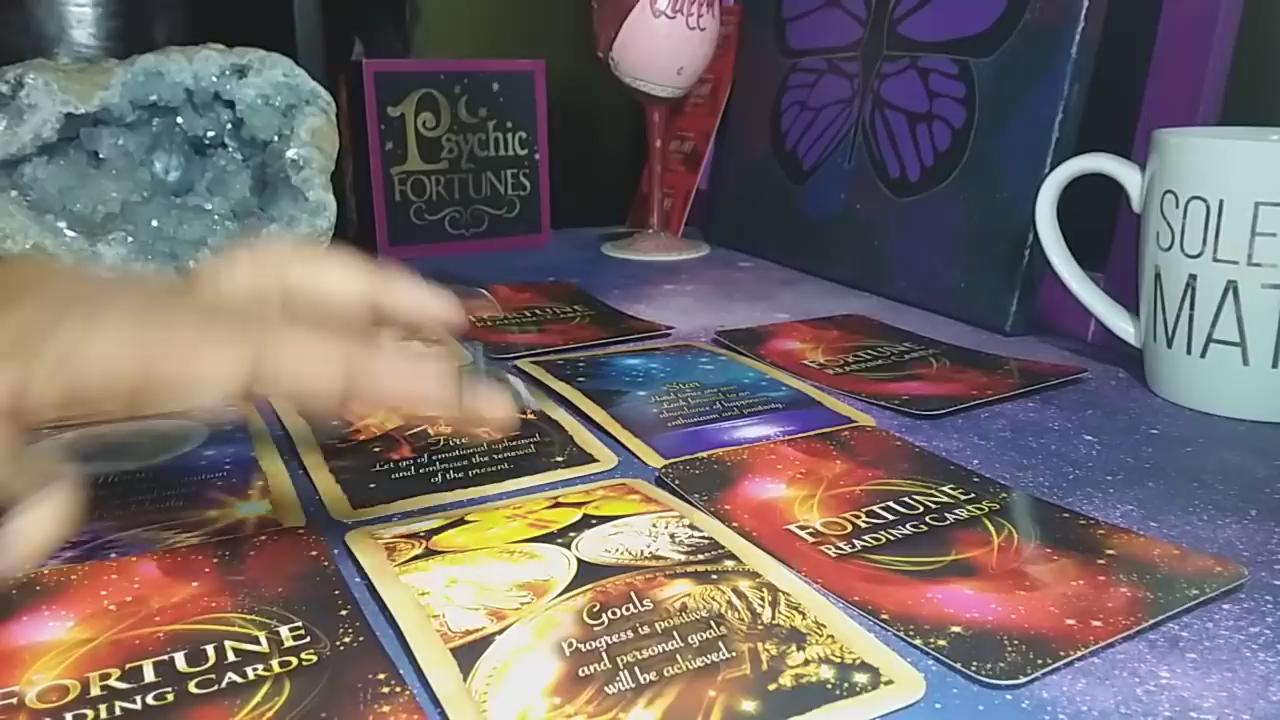 Queen
Psychic
FORTUNES
SOLE
MAT
FORTUNE
READING CARDS
FORTUNE
READING CARDS
Star
Hard times are over.
Look forward to an
abundance of happiness,
enthusiasm and positivity.
Fire
Let go of emotional upheaval
and embrace the renewal
of the present.
FORTUNE
READING CARDS
Goals
Progress is positive
and personal goals
will be achieved.
FORTUNE
ADING CARDS